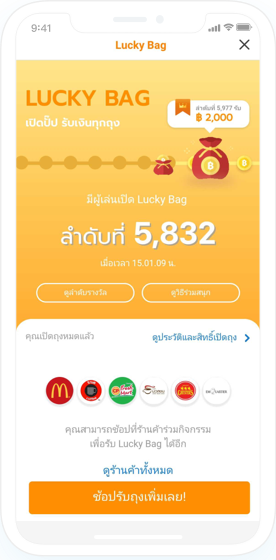 9:41
Lucky Bag
LUCKY BAG
เปิดปั๊ป รับเงินทุกถุง
ลำดับที่ 5,977 รับ
฿ 2,000
มีผู้เล่นเปิด Lucky Bag
ลำดับที่ 5,832
เมื่อเวลา 15.01.09 น.
ดูลำดับรางวัล
ดูวิธีร่วมสนุก
คุณเปิดถุงหมดแล้ว
ดูประวัติและสิทธิ์เปิดถุง
คุณสามารถช้อปที่ร้านค้าร่วมกิจกรรม
เพื่อรับ Lucky Bag ได้อีก
ดูร้านค้าทั้งหมด
ช้อปรับถุงเพิ่มเลย!